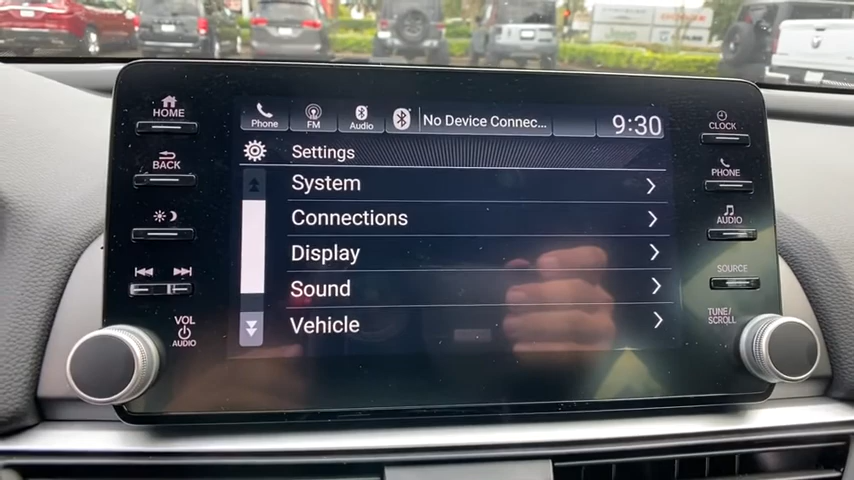 HOME
BACK
VOL
AUDIO
Phone
FM
Audio
No Device Connec...
9:30
Settings
System
Connections
Display
Sound
Vehicle
CLOCK
PHONE
AUDIO
SOURCE
TUNE/
SCROLL